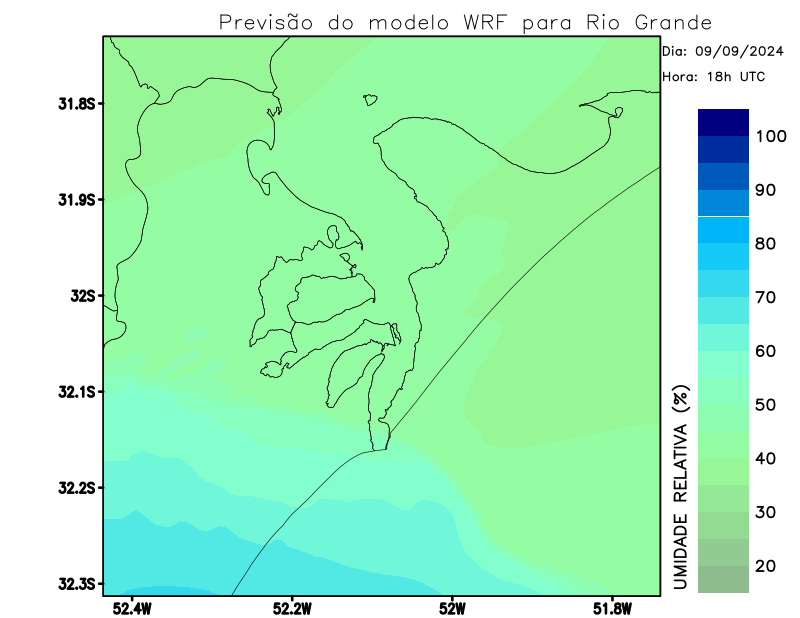 Previsão do modelo WRF para Rio Grande
Dia: 09/09/2024
Hora: 18h UTC
31.8S
31.9S
32S
32.1S
32.2S
32.3S
52.4W
52.2W
52W
51.8W
100
90
80
70
60
50
40
30
20
UMIDADE RELATIVA (%)